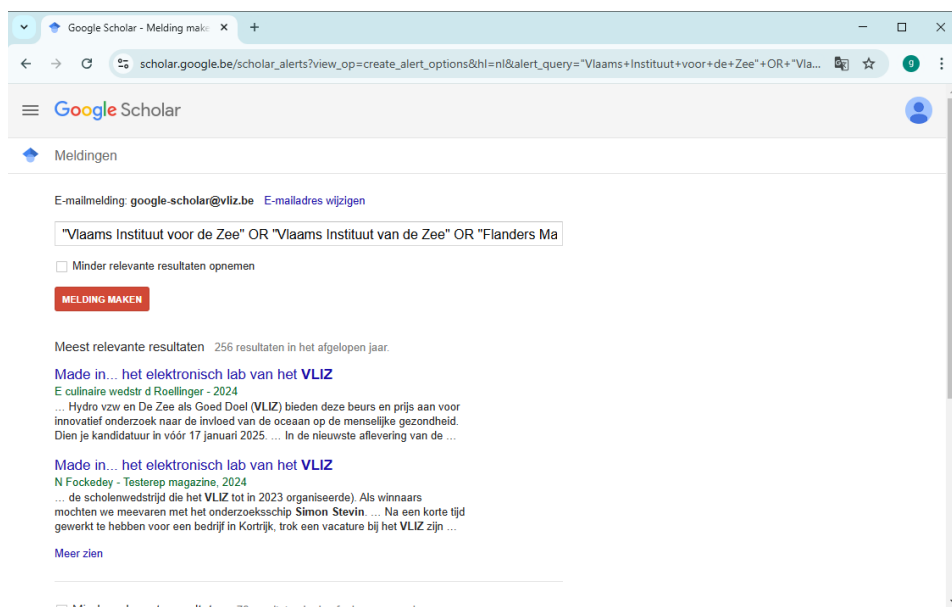 Google Scholar - Melding make
scholar.google.be/scholar_alerts?view_op=create_alert_options&hl=nl&alert_query="Vlaams+Instituut+voor+de+Zee"+OR+"Vla...
g
Google Scholar
Meldingen
E-mailmelding: google-scholar@vliz.be E-mailadres wijzigen
"Vlaams Instituut voor de Zee" OR "Vlaams Instituut van de Zee" OR "Flanders Ma
Minder relevante resultaten opnemen
MELDING MAKEN
Meest relevante resultaten 256 resultaten in het afgelopen jaar.
Made in... het elektronisch lab van het VLIZ
E culinaire wedstr d Roellinger - 2024
... Hydro vzw en De Zee als Goed Doel (VLIZ) bieden deze beurs en prijs aan voor
innovatief onderzoek naar de invloed van de oceaan op de menselijke gezondheid.
Dien je kandidatuur in vóór 17 januari 2025. ... In de nieuwste aflevering van de ...
Made in... het elektronisch lab van het VLIZ
N Fockedey - Testerep magazine, 2024
... de scholenwedstrijd die het VLIZ tot in 2023 organiseerde). Als winnaars
mochten we meevaren met het onderzoeksschip Simon Stevin. ... Na een korte tijd
gewerkt te hebben voor een bedrijf in Kortrijk, trok een vacature bij het VLIZ zijn ...
Meer zien